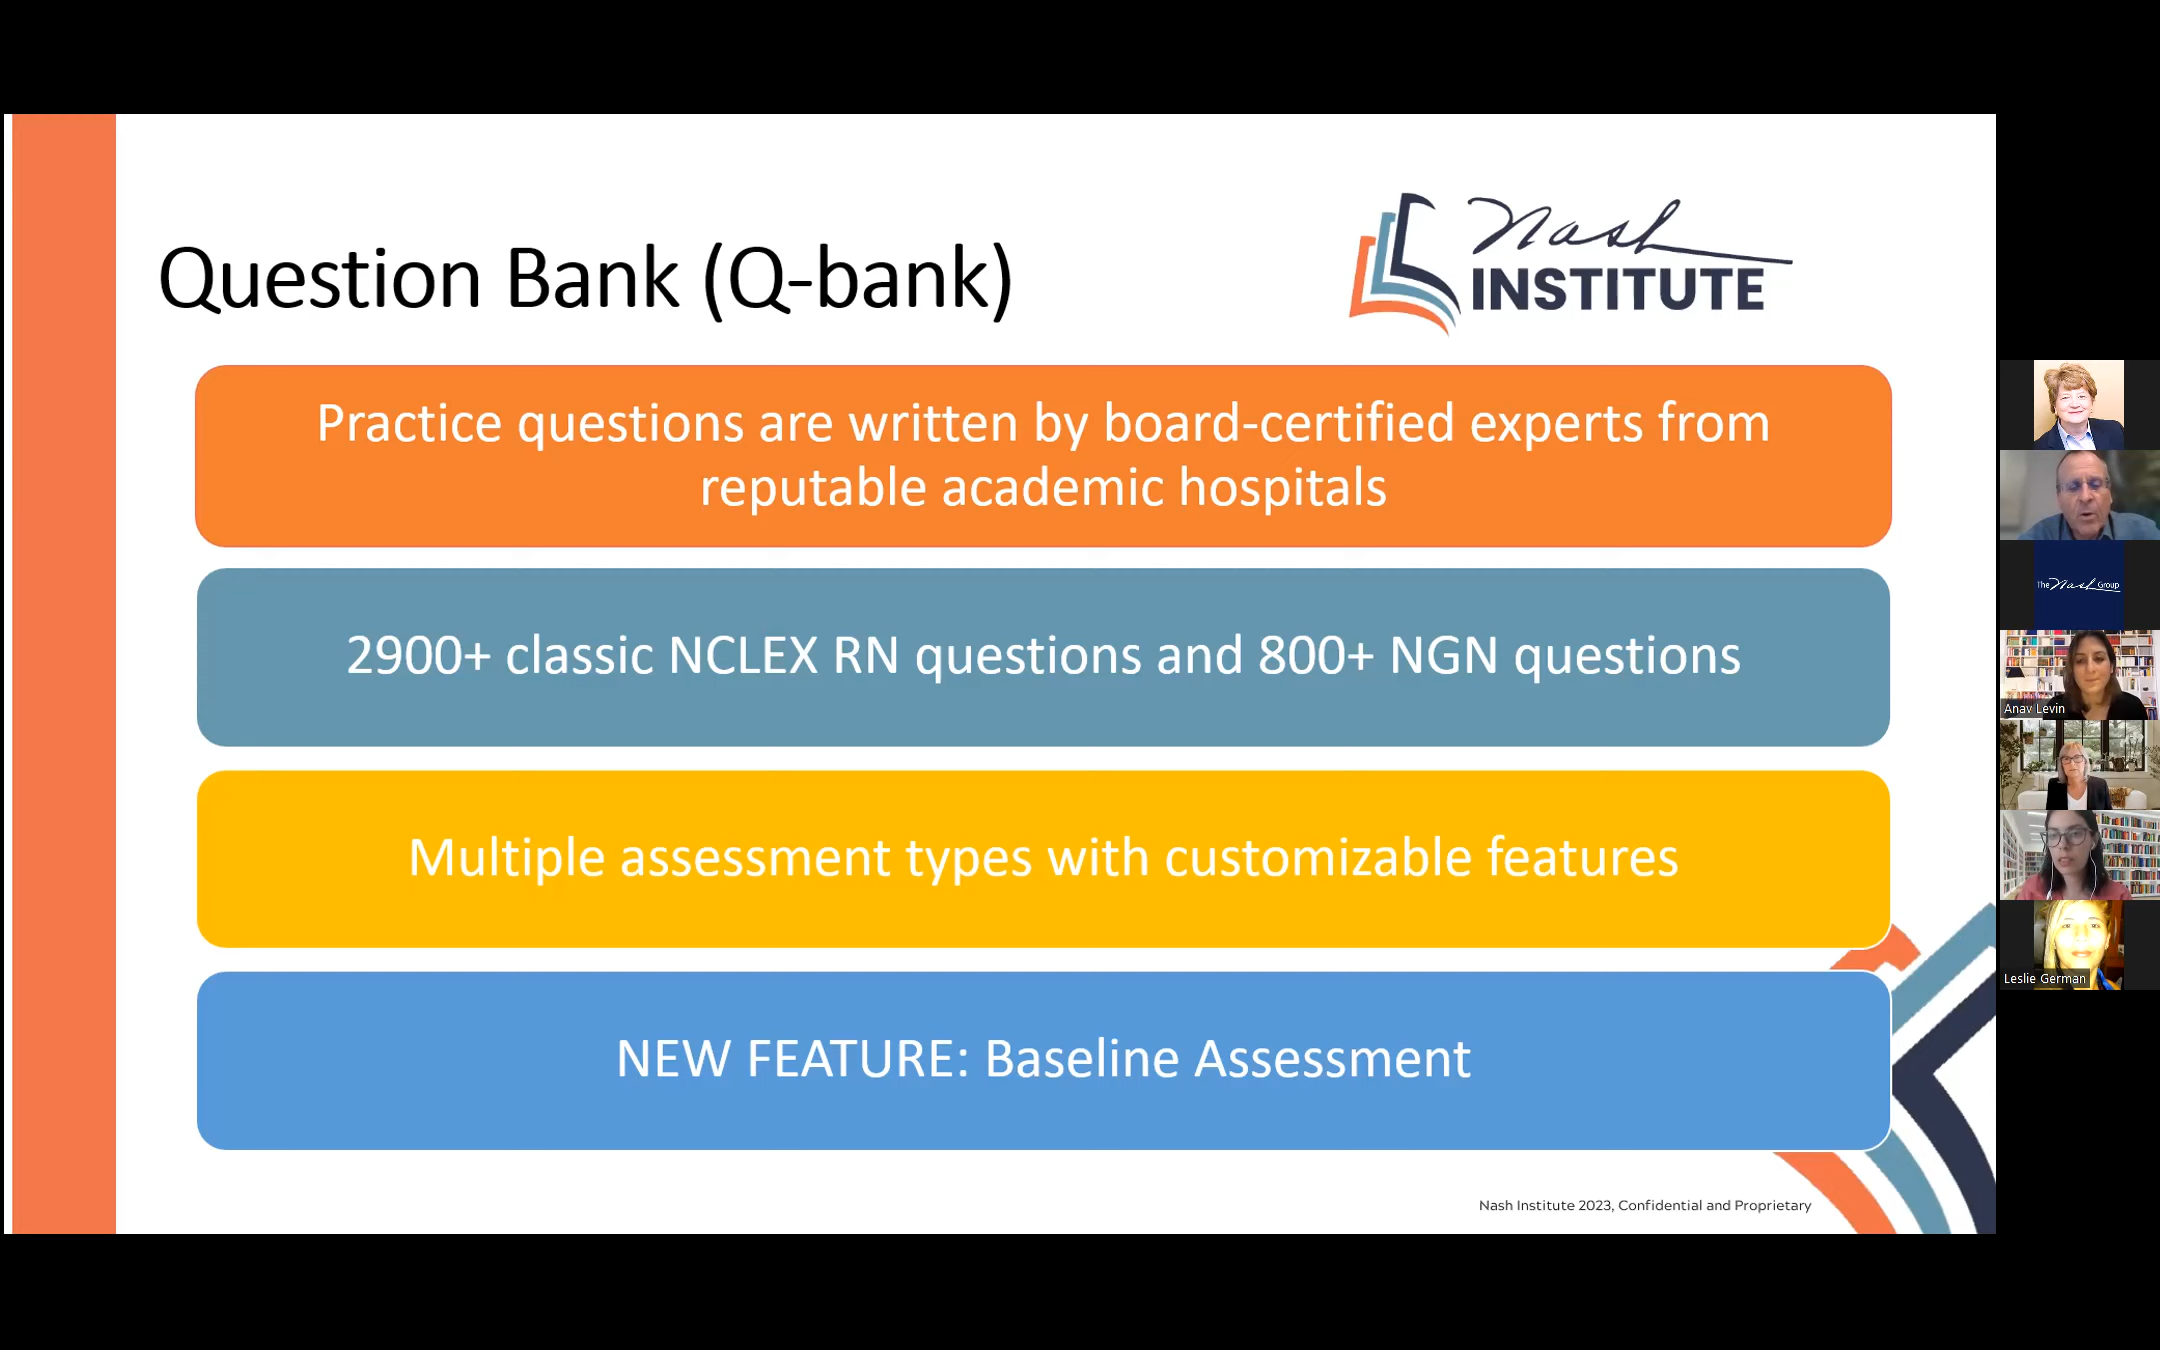 Question Bank (Q-bank)
Nash
INSTITUTE
Practice questions are written by board-certified experts from
reputable academic hospitals
2900+ classic NCLEX RN questions and 800+ NGN questions
Multiple assessment types with customizable features
NEW FEATURE: Baseline Assessment
Nash Institute 2023, Confidential and Proprietary
The Nash Group
Anav Levin
Leslie German